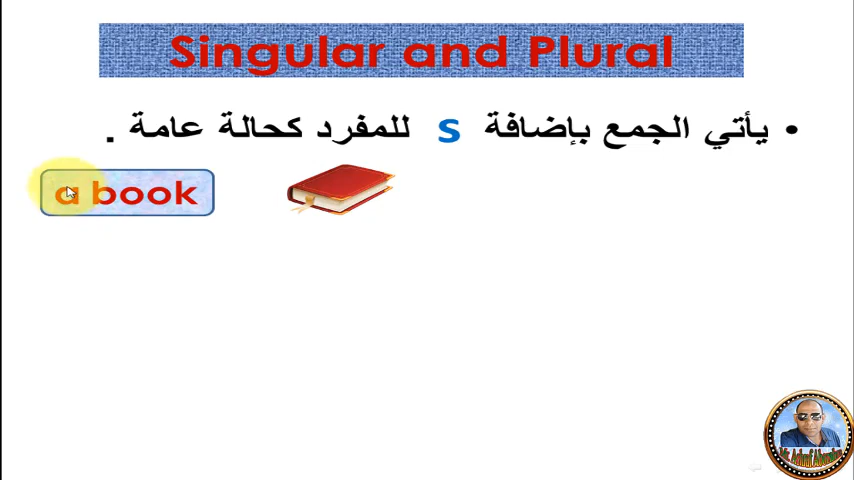 Singular and Plural
• يأتي الجمع بإضافة s للمفرد كحالة عامة .
a book